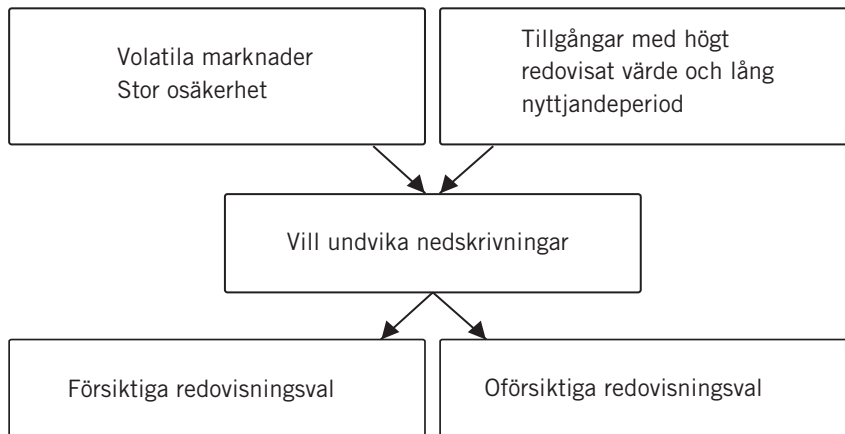 Volatila marknader
Stor osäkerhet
Tillgångar med högt
redovisat värde och lång
nyttjandeperiod
Vill undvika nedskrivningar
Försiktiga redovisningsval
Oförsiktiga redovisningsval